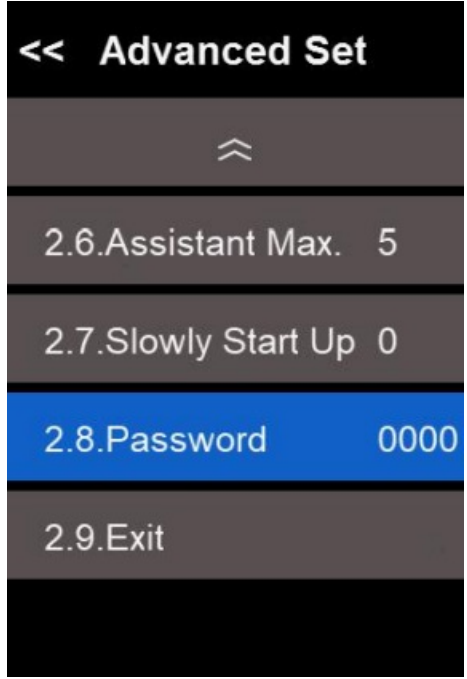 << Advanced Set
2.6.Assistant Max. 5
2.7.Slowly Start Up 0
2.8.Password 0000
2.9.Exit